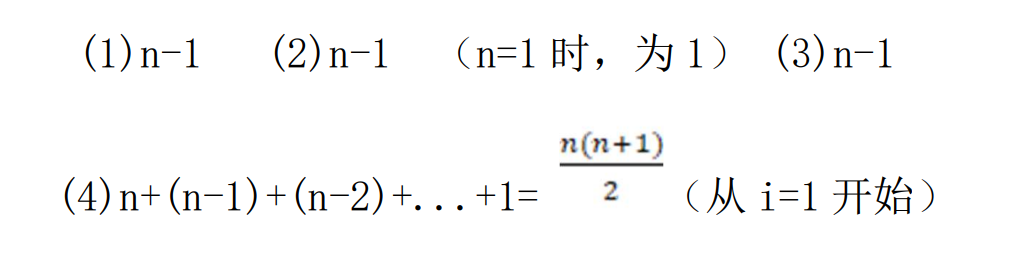 (1)n-1 (2)n-1 （n=1 时，为 1） (3)n-1
(4)n+(n-1)+(n-2)+...+1= \frac{n(n+1)}{2}（从 i=1 开始）